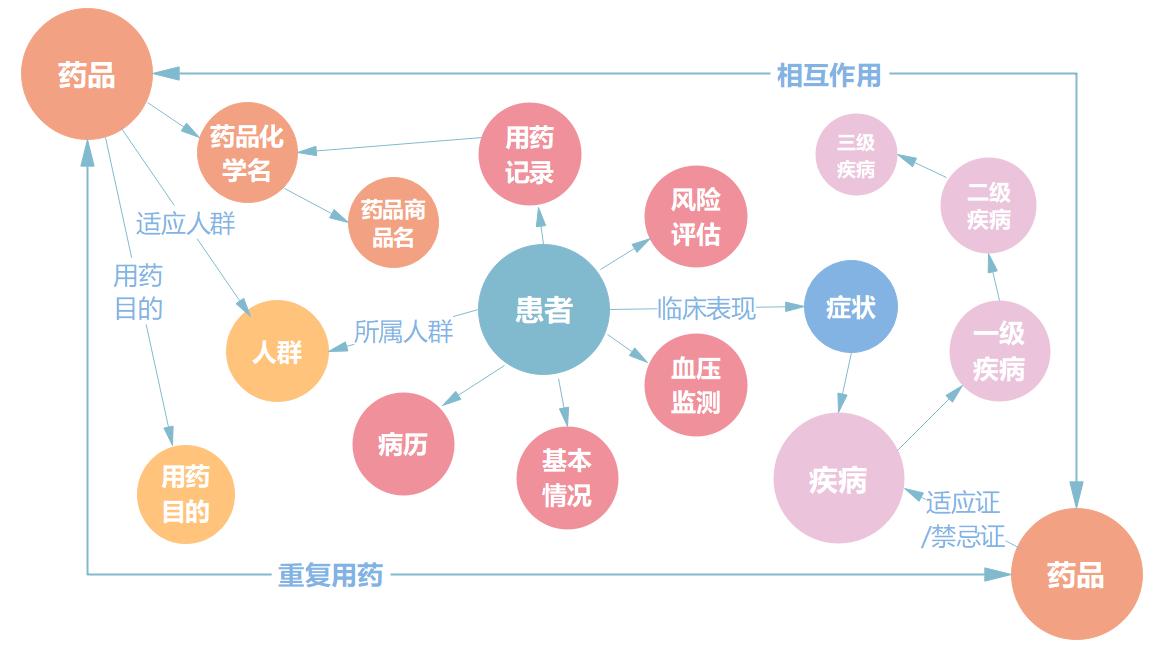 药品
相互作用
药品化
学名
用药
记录
三级
疾病
风险
评估
二级
疾病
药品商
品名
适应人群
用药
目的
患者
临床表现
症状
所属人群
人群
一级
疾病
血压
监测
病历
基本
情况
疾病
用药
目的
适应证
/禁忌证
重复用药
药品